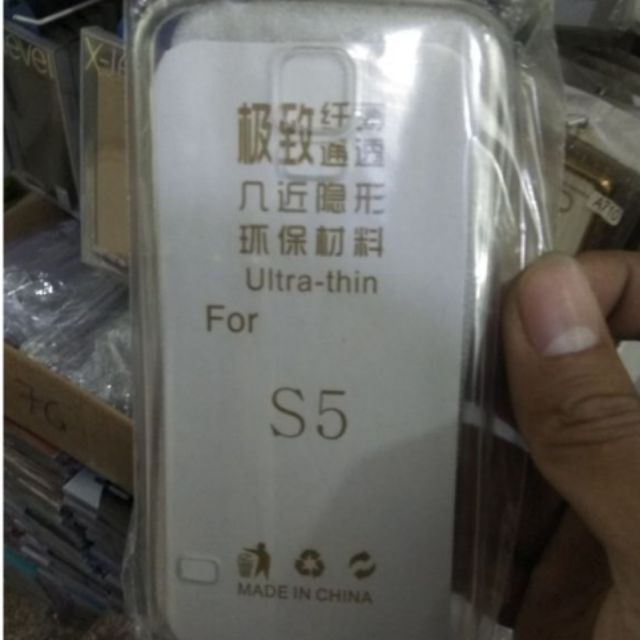 极致纤薄
通透
几近隐形
环保材料
Ultra-thin
For
S5
MADE IN CHINA
A710